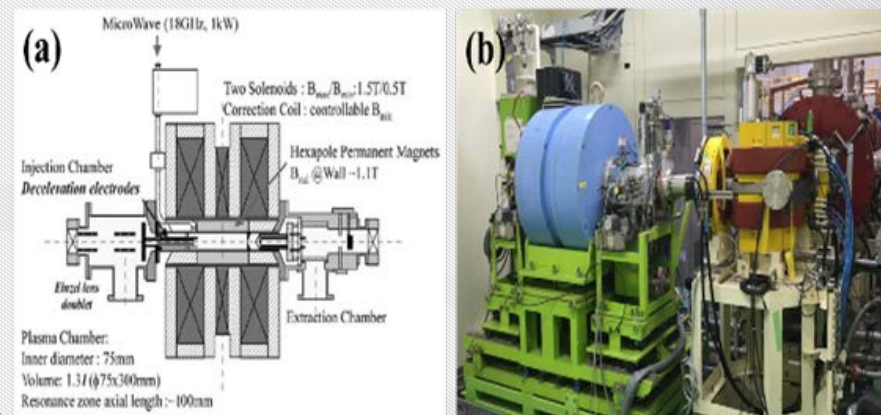 (a)
MicroWave (18GHz, 1kW)
Two Solenoids : Bmax/Bmin:1.5T/0.5T
Correction Coil : controllable Bmin
Hexapole Permanent Magnets
Brad @Wall ~1.1T
Injection Chamber
Deceleration electrodes
Einzel lens
doublet
Extraction Chamber
Plasma Chamber:
Inner diameter : 75mm
Volume: 1.3l (ϕ75x300mm)
Resonance zone axial length :~100mm
(b)